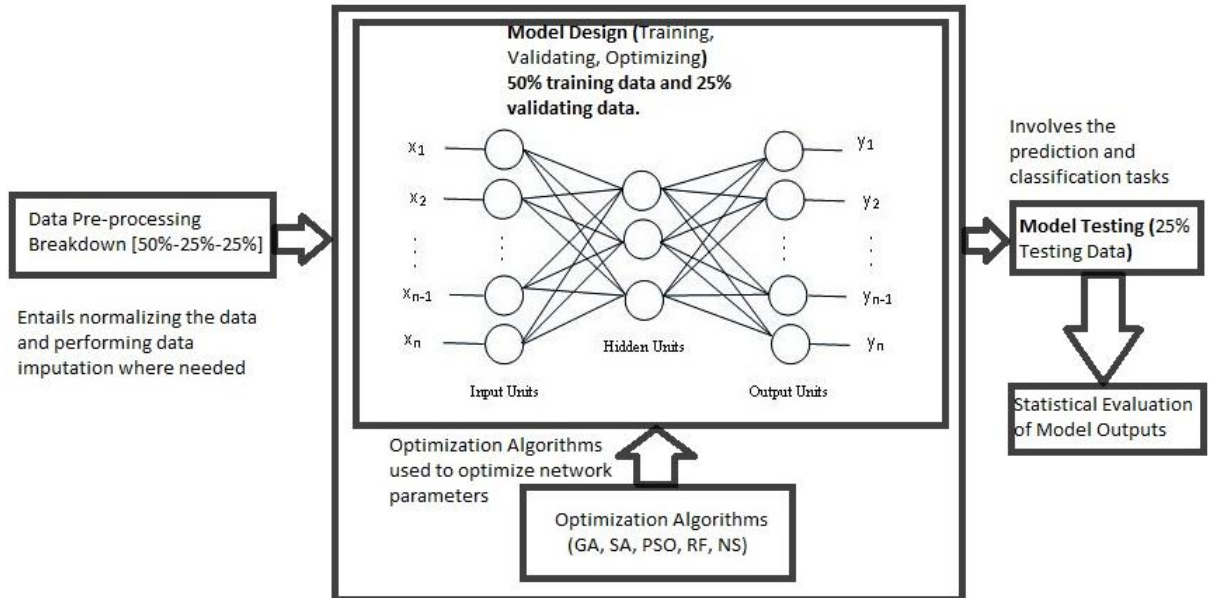 Data Pre-processing
Breakdown [50%-25%-25%]
Entails normalizing the data
and performing data
imputation where needed
Model Design (Training,
Validating, Optimizing)
50% training data and 25%
validating data.
x1
x2
xn-1
xn
Input Units
Hidden Units
y1
y2
yn-1
yn
Output Units
Optimization Algorithms
used to optimize network
parameters
Optimization Algorithms
(GA, SA, PSO, RF, NS)
Involves the
prediction and
classification tasks
Model Testing (25%
Testing Data)
Statistical Evaluation
of Model Outputs